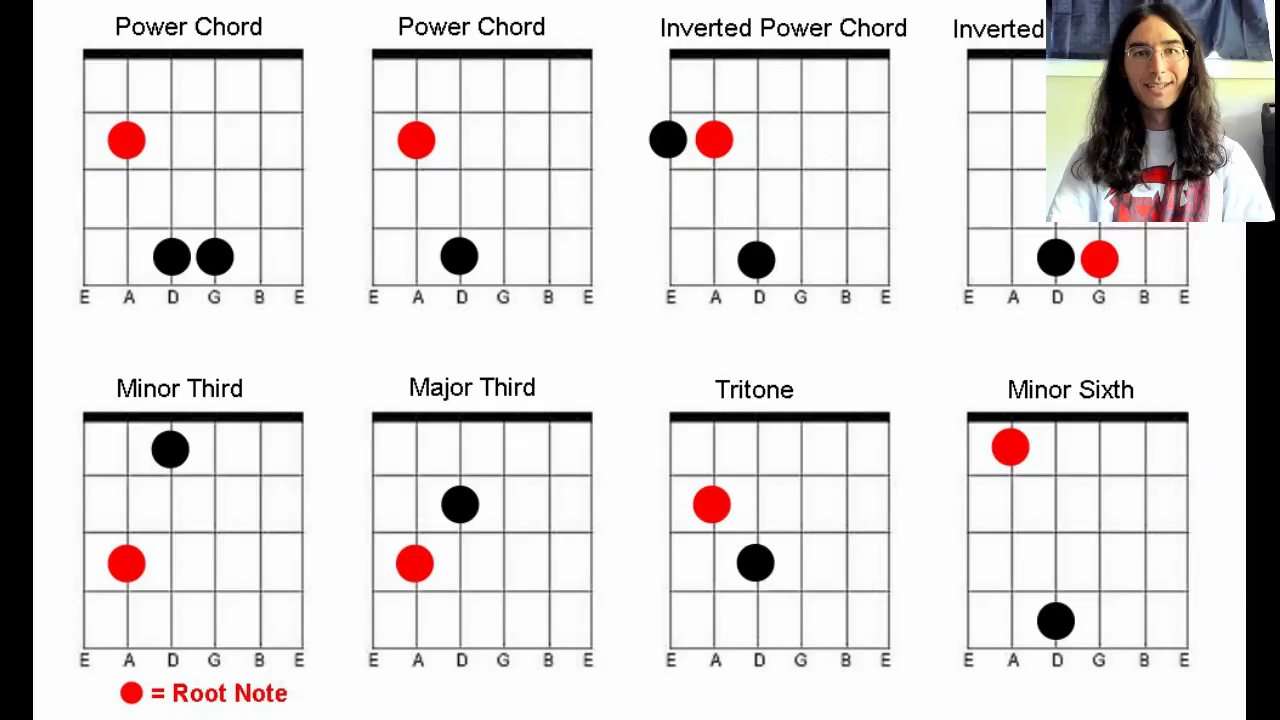 Power Chord
Power Chord
Inverted Power Chord
Inverted
E A D G B E
E A D G B E
E A D G B E
E A D G B E
Minor Third
Major Third
Tritone
Minor Sixth
E A D G B E
E A D G B E
E A D G B E
E A D G B E
= Root Note